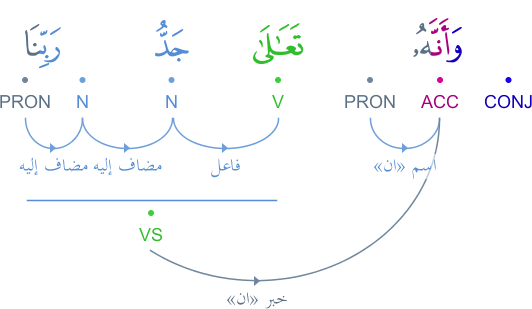 وَأَنَّهُۥ تَعَٰلَىٰ جَدُّ رَبِّنَا
CONJ ACC PRON V N N PRON
اسم «ان» فاعل مضاف إليه مضاف إليه
VS
خبر «ان»